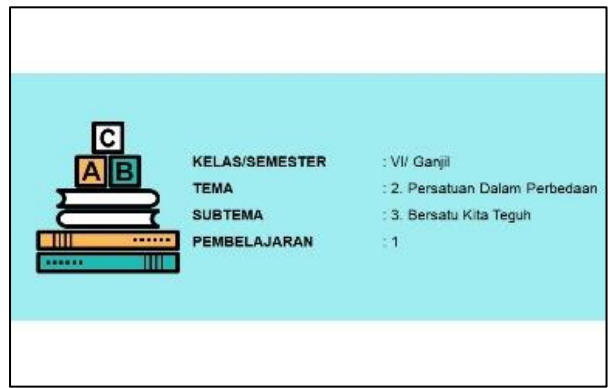 C
A B
KELAS/SEMESTER : VI/ Ganjil
TEMA : 2. Persatuan Dalam Perbedaan
SUBTEMA : 3. Bersatu Kita Teguh
PEMBELAJARAN : 1